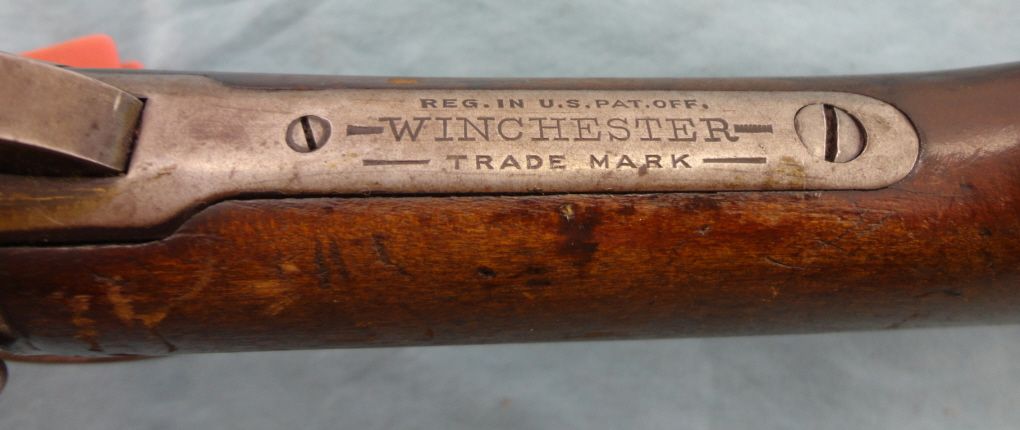 REG. IN U.S. PAT. OFF.
WINCHESTER
TRADE MARK